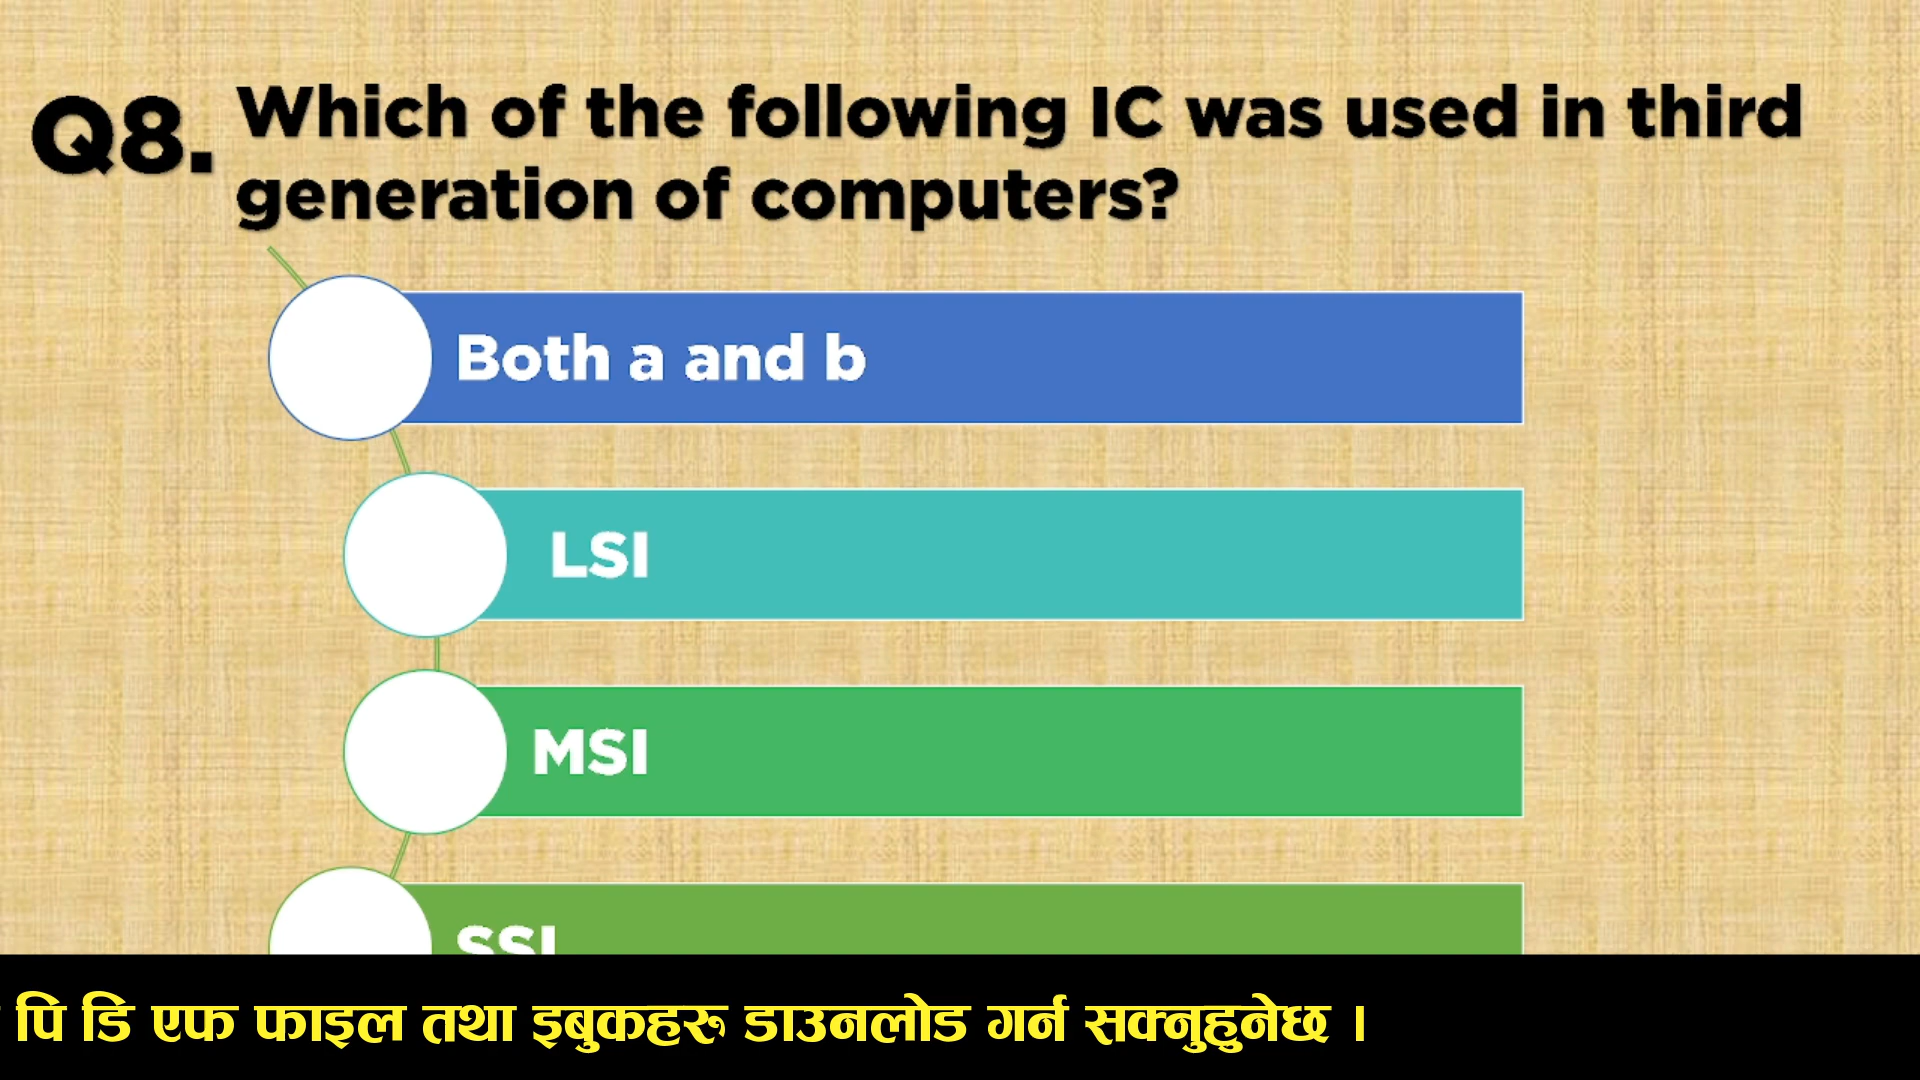 Q8. Which of the following IC was used in third
generation of computers?
Both a and b
LSI
MSI
SSI
पि डि एफ फाइल तथा इबुकहरू डाउनलोड गर्न सक्नुहुनेछ ।